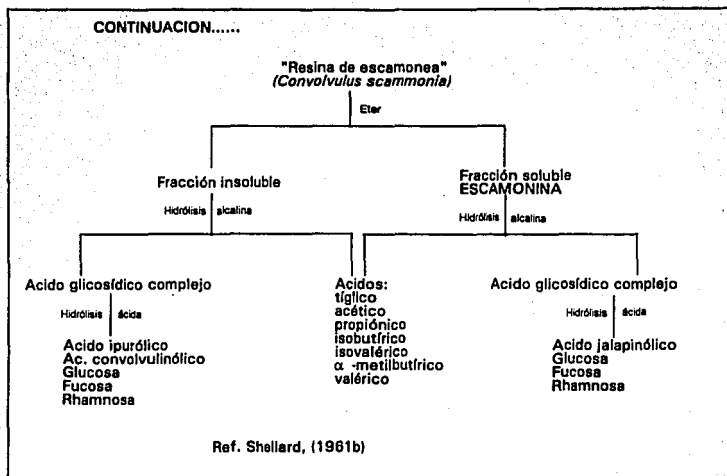 CONTINUACION......
"Resina de escamonea"
(Convolvulus scammonia)
Eter
Fracción insoluble
Hidrólisis alcalina
Fracción soluble
ESCAMONINA
Hidrólisis alcalina
Acido glicosídico complejo
Hidrólisis ácida
Acido ipurólico
Ac. convolvulinólico
Glucosa
Fucosa
Rhamnosa
Acidos:
tíglico
acético
propiónico
isobutírico
isovalérico
α -metilbutírico
valérico
Acido glicosídico complejo
Hidrólisis ácida
Acido jalapinólico
Glucosa
Fucosa
Rhamnosa
Ref. Shellard, (1961b)